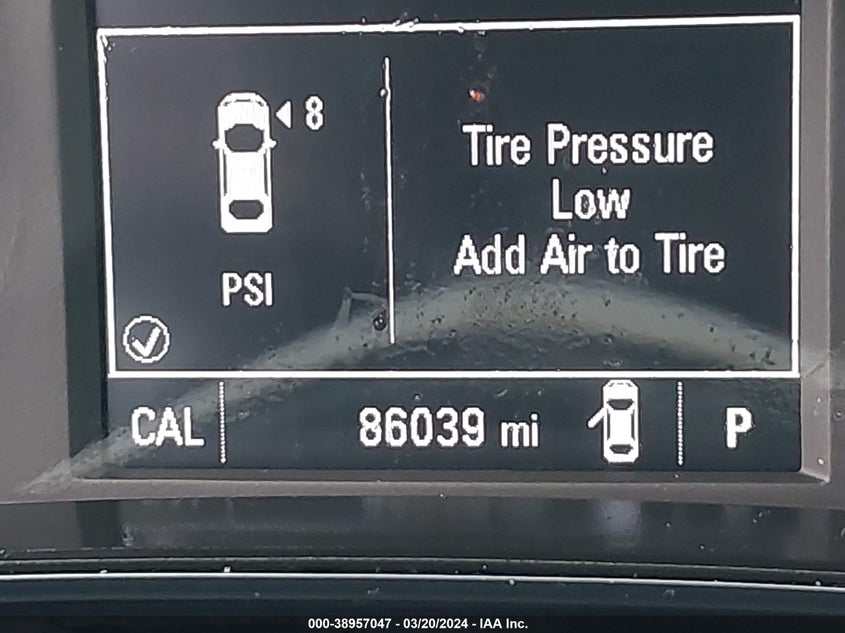 8
PSI
Tire Pressure
Low
Add Air to Tire
CAL 86039 mi P
000-38957047 - 03/20/2024 - IAA Inc.